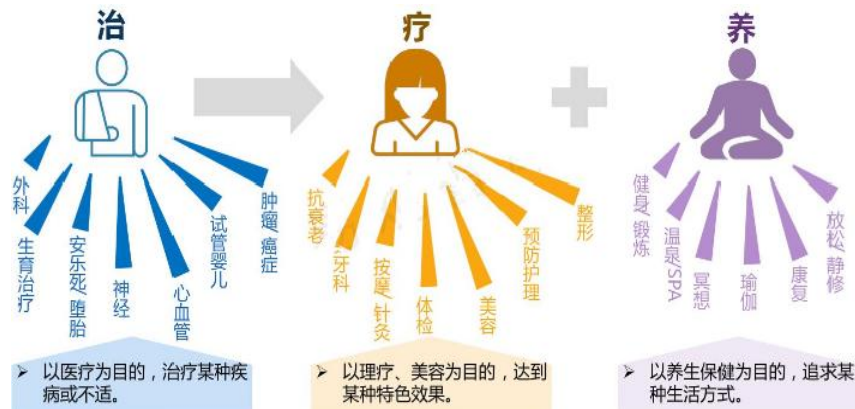 治
疗
养
外科
生育治疗
安乐死/堕胎
神经
心血管
试管婴儿
肿瘤/癌症
抗衰老
牙科
按摩/针灸
体检
美容
预防护理
整形
健身/锻炼
温泉/SPA
冥想
瑜伽
康复
放松/静修
➢ 以医疗为目的，治疗某种疾
病或不适。
➢ 以理疗、美容为目的，达到
某种特色效果。
➢ 以养生保健为目的，追求某
种生活方式。